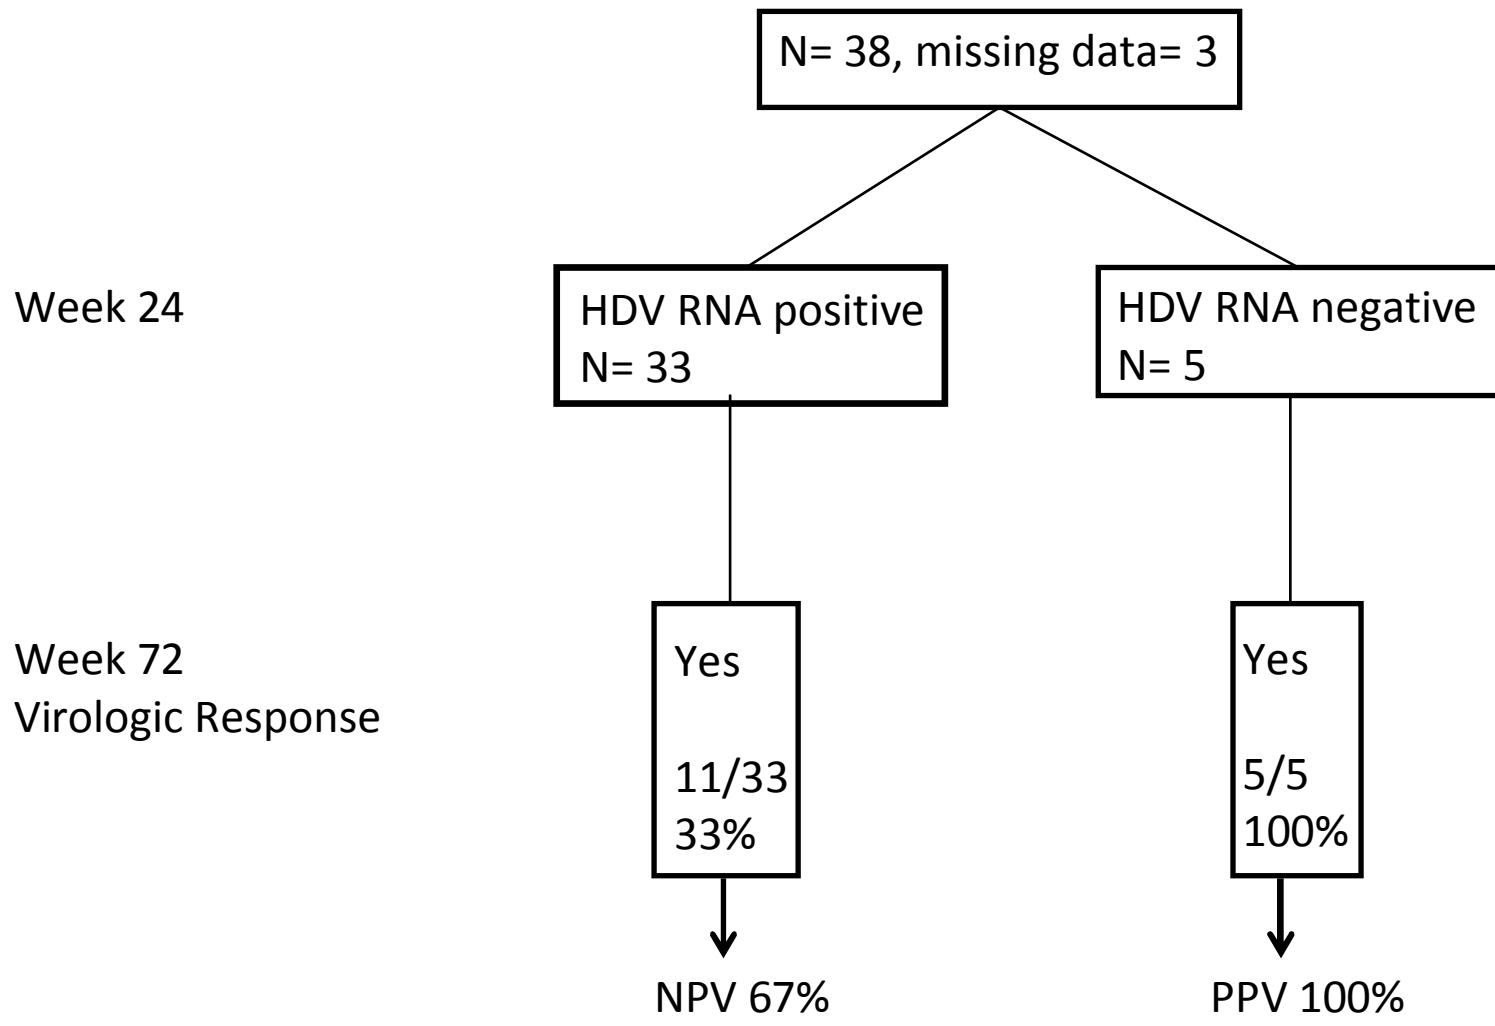 N= 38, missing data= 3
Week 24
HDV RNA positive
N= 33
HDV RNA negative
N= 5
Week 72
Virologic Response
Yes
11/33
33%
Yes
5/5
100%
NPV 67%
PPV 100%